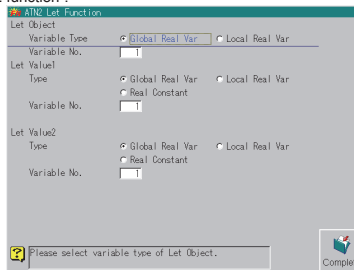 ATN2 Let Function
Let Object
Variable Type Global Real Var Local Real Var
Variable No. 1
Let Value1
Type Global Real Var Local Real Var
Real Constant
Variable No. 1
Let Value2
Type Global Real Var Local Real Var
Real Constant
Variable No. 1
Please select variable type of Let Object.